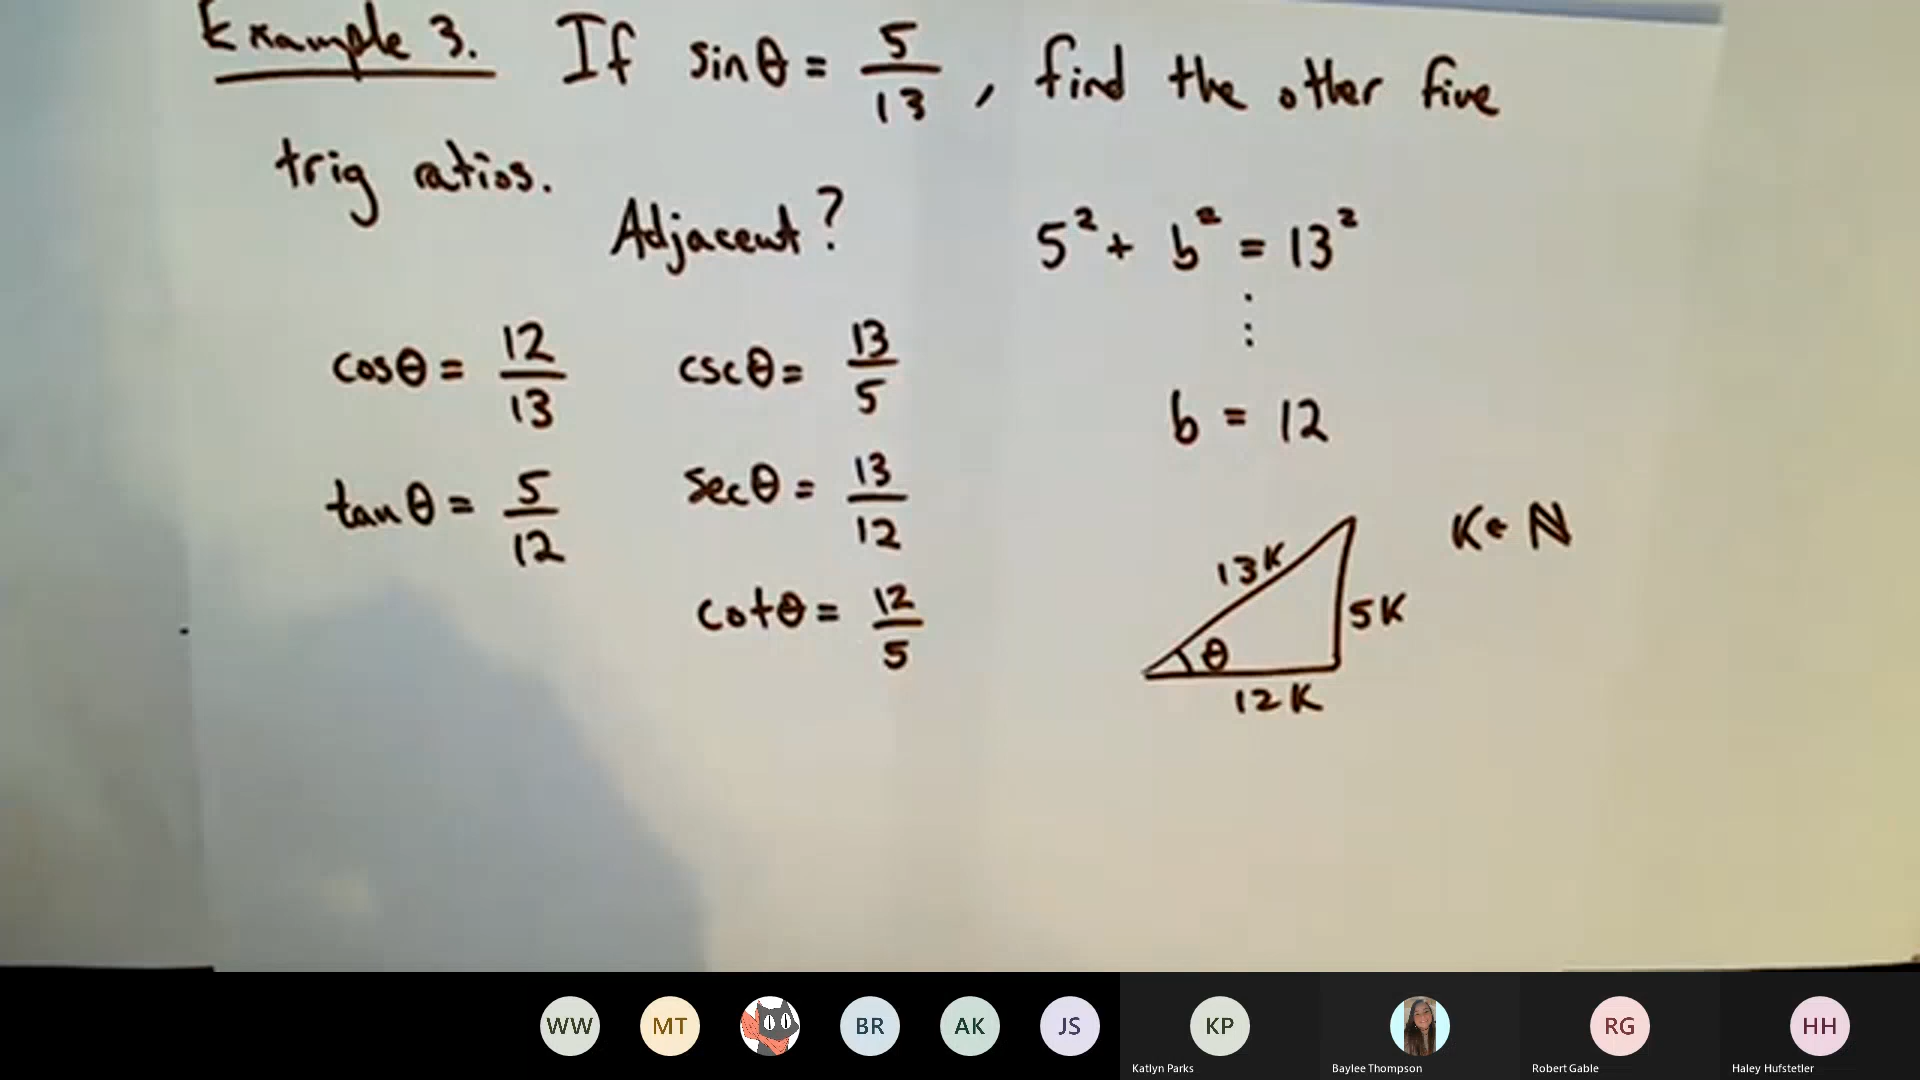 Example 3. If sinθ = 5/13, find the other five
trig ratios.
Adjacent?
5² + b² = 13²
⋮
b = 12
cosθ = 12/13
cscθ = 13/5
tanθ = 5/12
secθ = 13/12
cotθ = 12/5
K ∈ ℕ
13K
5K
θ
12K
WW
MT
BR
AK
JS
KP
RG
HH
Katlyn Parks
Baylee Thompson
Robert Gable
Haley Hufstetler